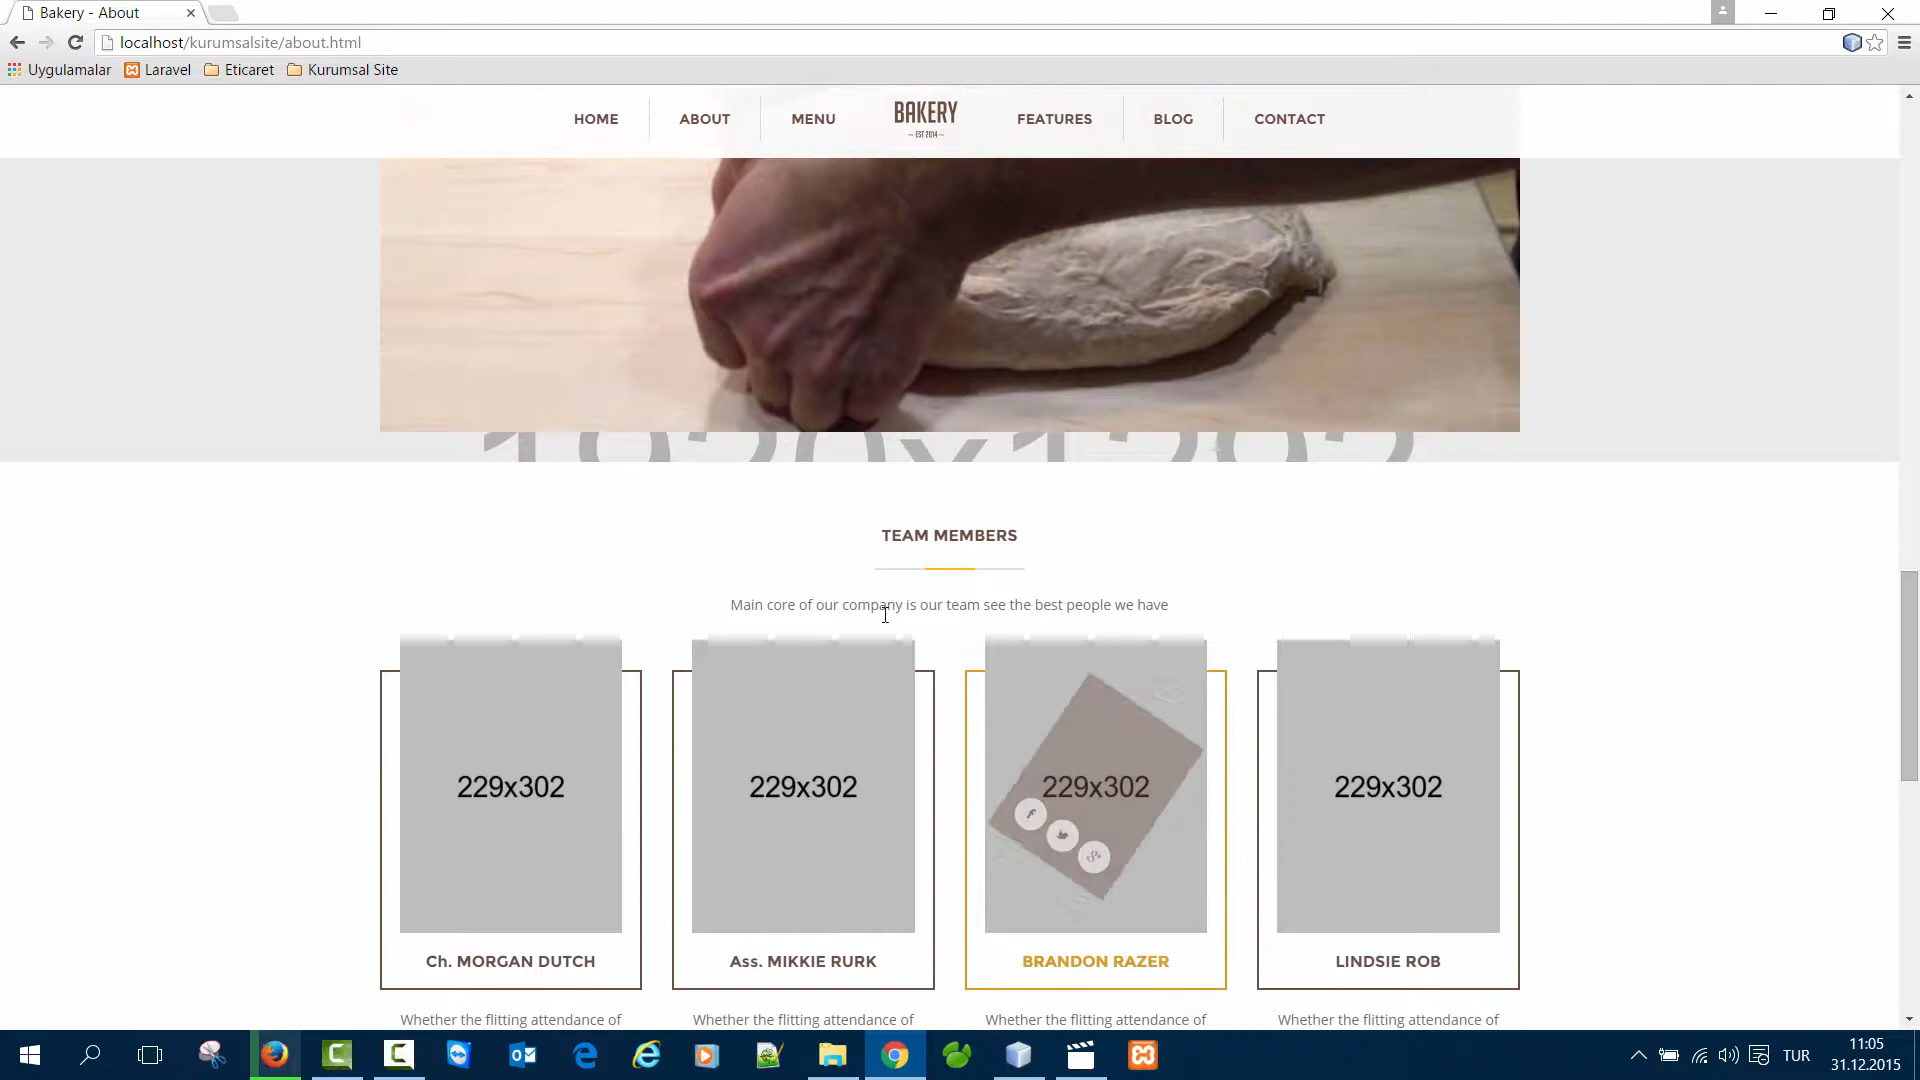 Bakery - About
localhost/kurumsalsite/about.html
Uygulamalar Laravel Eticaret Kurumsal Site
HOME ABOUT MENU BAKERY FEATURES BLOG CONTACT
~ EST 2014 ~
1920x1292
TEAM MEMBERS
Main core of our company is our team see the best people we have
229x302 229x302 229x302 229x302
Ch. MORGAN DUTCH Ass. MIKKIE RURK BRANDON RAZER LINDSIE ROB
Whether the flitting attendance of Whether the flitting attendance of Whether the flitting attendance of Whether the flitting attendance of
TUR
11:05
31.12.2015